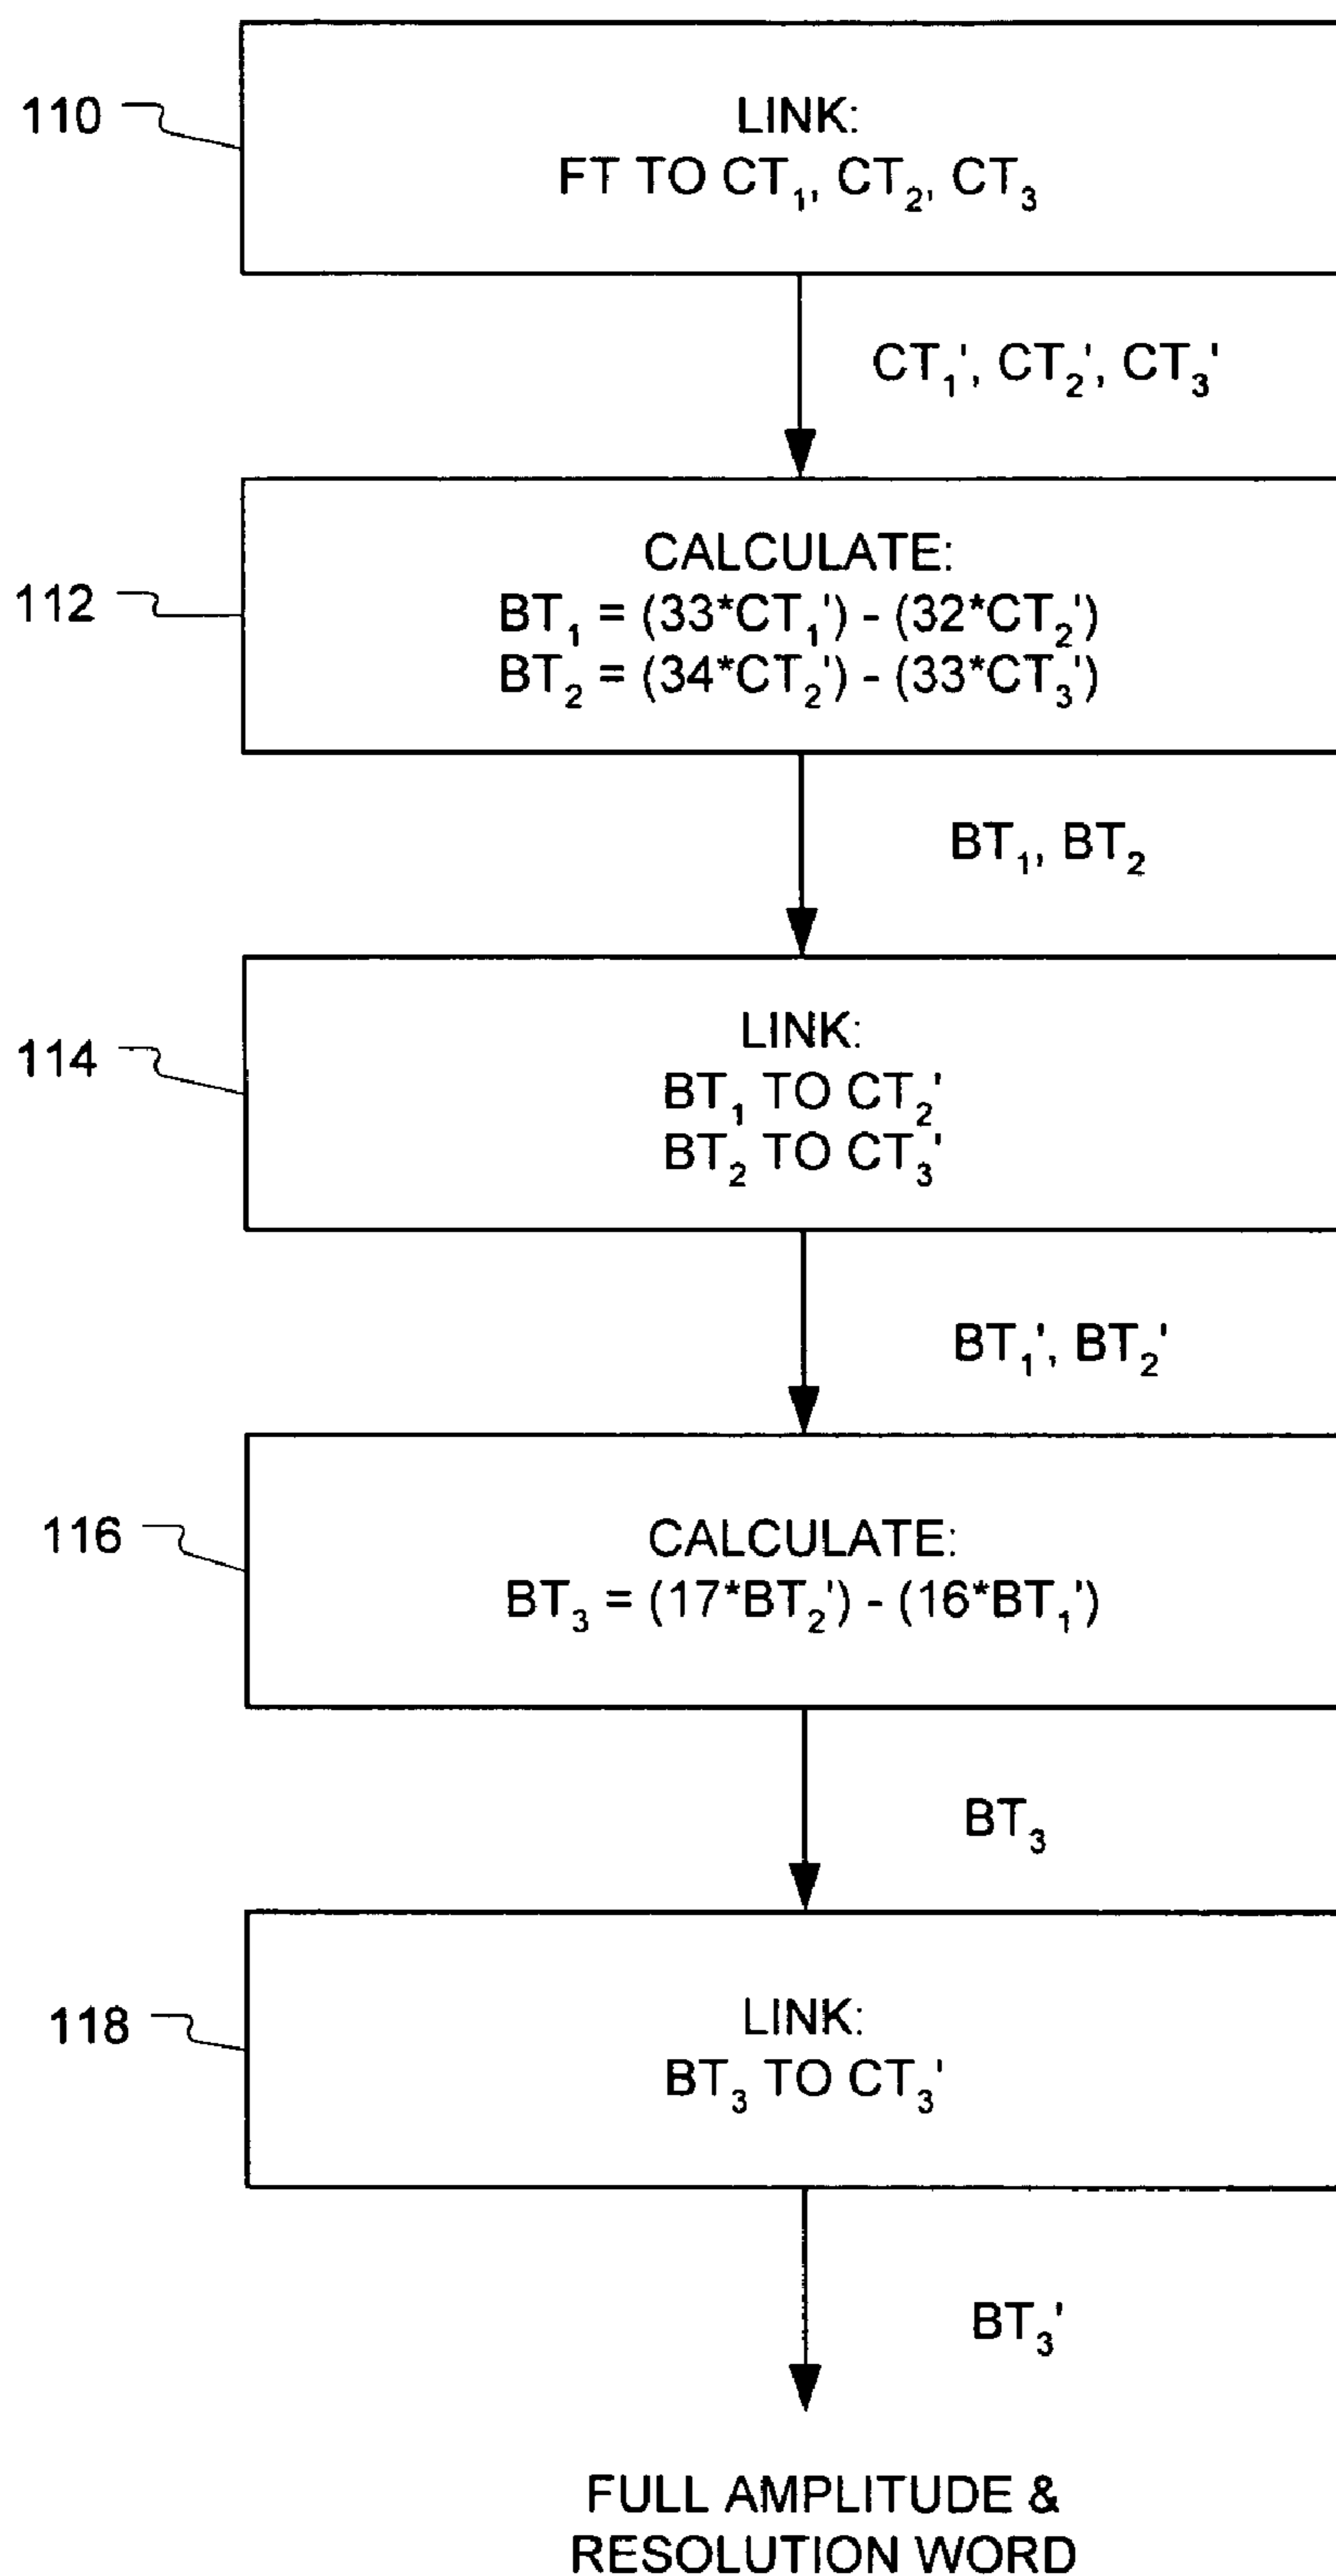 110
LINK:
FT TO CT₁, CT₂, CT₃
CT₁', CT₂', CT₃'
112
CALCULATE:
BT₁ = (33*CT₁') - (32*CT₂')
BT₂ = (34*CT₂') - (33*CT₃')
BT₁, BT₂
114
LINK:
BT₁ TO CT₂'
BT₂ TO CT₃'
BT₁', BT₂'
116
CALCULATE:
BT₃ = (17*BT₂') - (16*BT₁')
BT₃
118
LINK:
BT₃ TO CT₃'
BT₃'
FULL AMPLITUDE &
RESOLUTION WORD